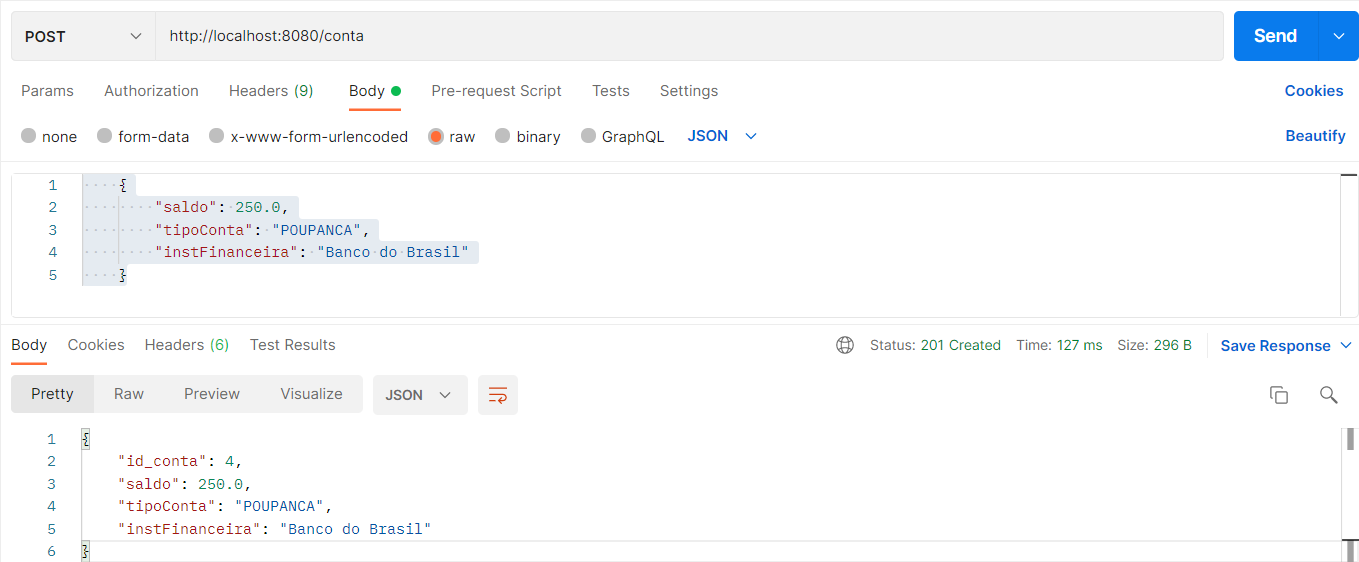 POST http://localhost:8080/conta Send
Params Authorization Headers (9) Body Pre-request Script Tests Settings Cookies
none form-data x-www-form-urlencoded raw binary GraphQL JSON Beautify
1 {
2 "saldo": 250.0,
3 "tipoConta": "POUPANCA",
4 "instFinanceira": "Banco do Brasil"
5 }
Body Cookies Headers (6) Test Results Status: 201 Created Time: 127 ms Size: 296 B Save Response
Pretty Raw Preview Visualize JSON
1 {
2 "id_conta": 4,
3 "saldo": 250.0,
4 "tipoConta": "POUPANCA",
5 "instFinanceira": "Banco do Brasil"
6 }